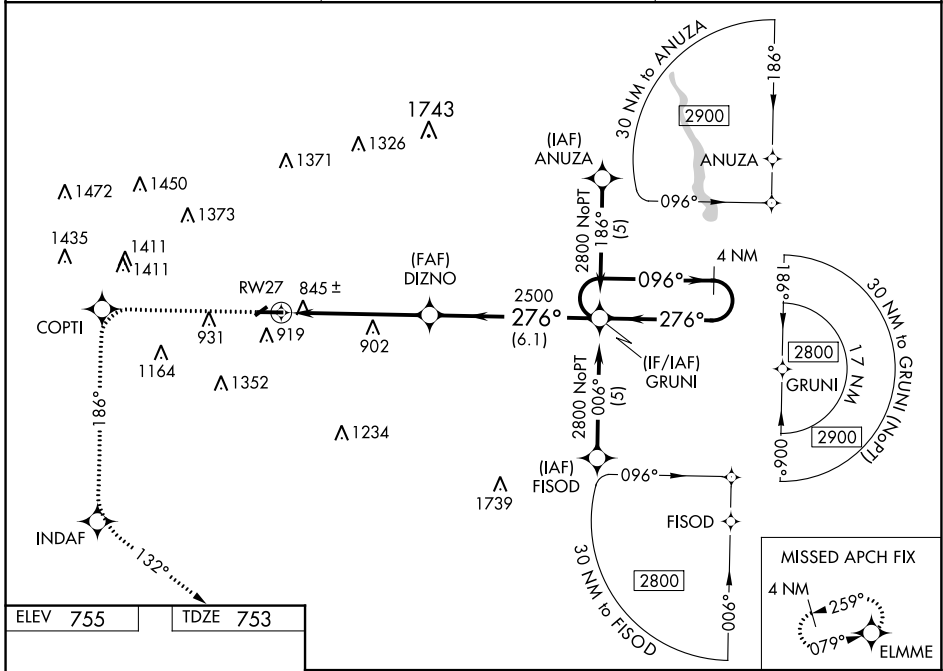 30 NM to ANUZA
186°
2900
ANUZA
096°
1743
1326
1371
(IAF)
ANUZA
1472
1450
1373
1435
1411
1411
2800 NoPT
186°
(5)
4 NM
096°
(FAF)
DIZNO
RW27
845 ±
2500
276°
(6.1)
276°
COPTI
931
919
902
(IF/IAF)
GRUNI
186°
30 NM to GRUNI (NoPT)
2800
17 NM
GRUNI
2900
006°
1164
1352
2800 NoPT
006°
(5)
1234
186°
(IAF)
FISOD
1739
096°
FISOD
30 NM to FISOD
2800
006°
INDAF
132°
MISSED APCH FIX
4 NM
259°
079°
ELMME
ELEV 755
TDZE 753